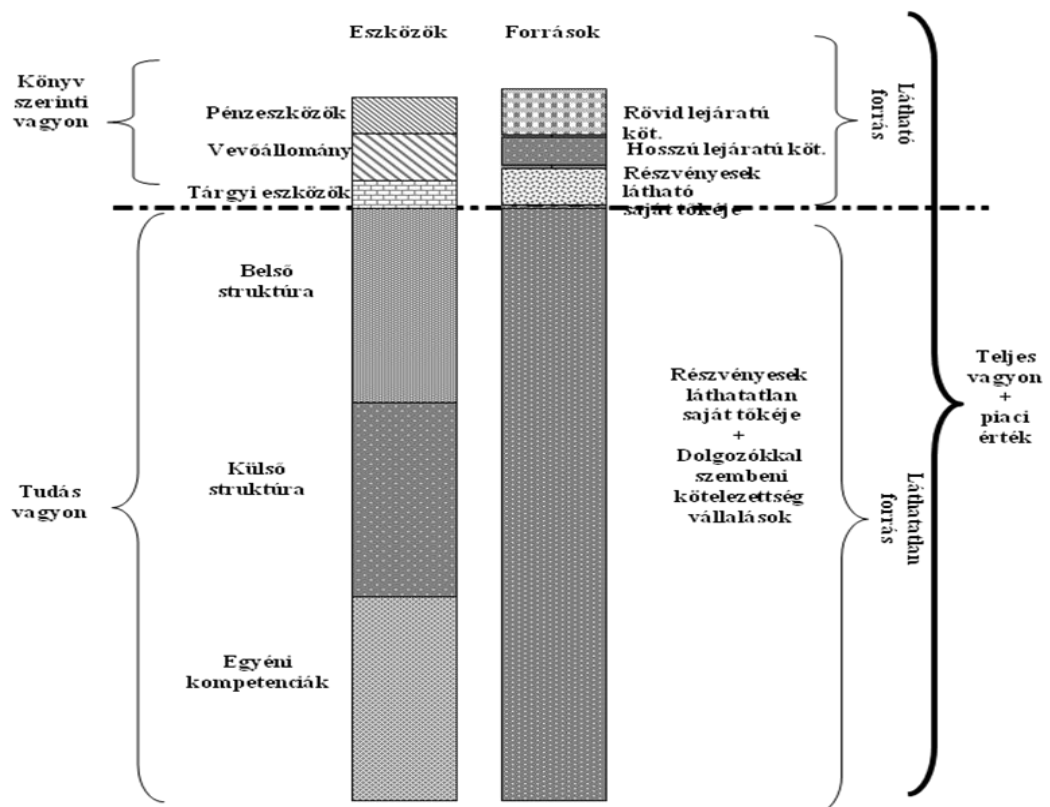 Eszközök
Források
Könyv
szerinti
vagyon
Pénzeszközök
Vevőállomány
Tárgyi eszközök
Rövid lejáratú
köt.
Hosszú lejáratú köt.
Részvényesek
látható
saját tőkéje
Látható
forrás
Belső
struktúra
Külső
struktúra
Egyéni
kompetenciák
Tudás
vagyon
Részvényesek
láthatatlan
saját tőkéje
+
Dolgozókkal
szembeni
kötelezettség
vállalások
Láthatatlan
forrás
Teljes
vagyon
+
piaci
érték